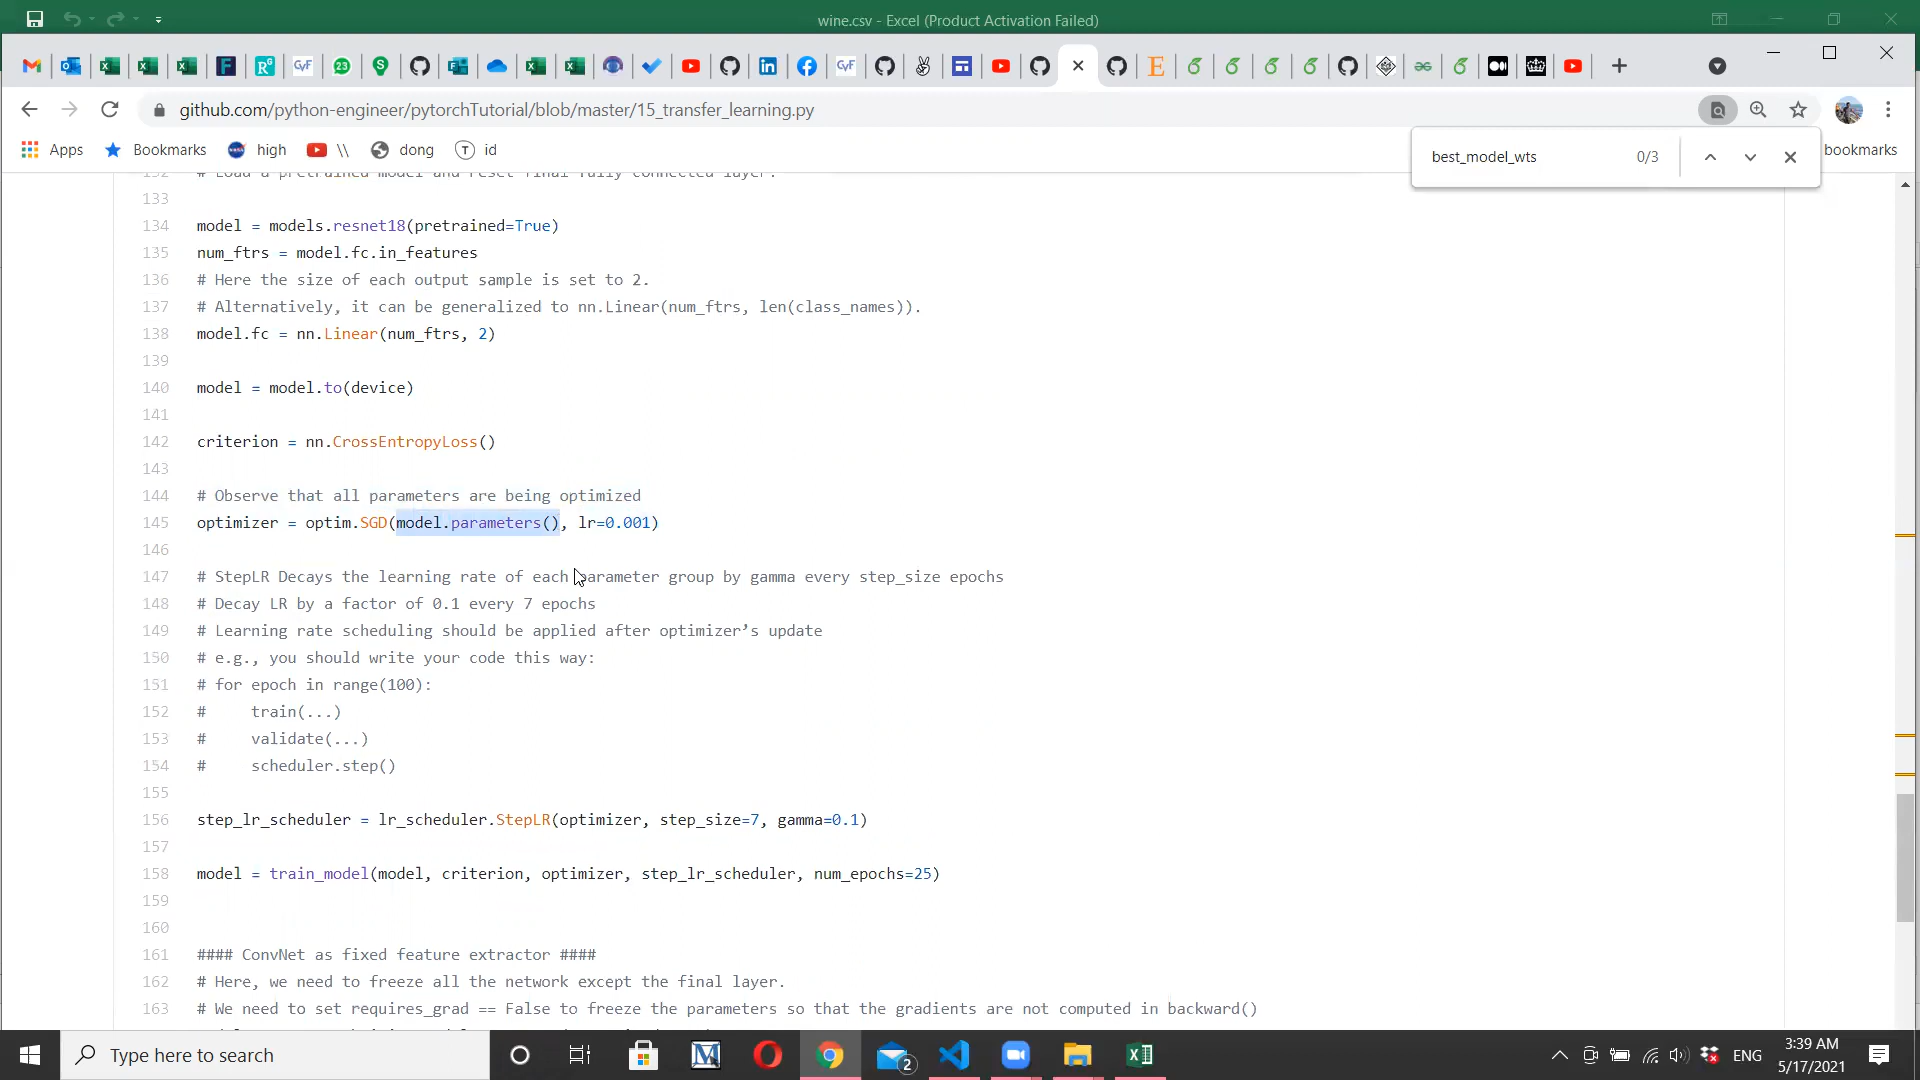 wine.csv - Excel (Product Activation Failed)
github.com/python-engineer/pytorchTutorial/blob/master/15_transfer_learning.py
Apps
Bookmarks
high
\\
dong
id
bookmarks
best_model_wts
0/3
132 # Load a pretrained model and reset final fully connected layer.
133
134 model = models.resnet18(pretrained=True)
135 num_ftrs = model.fc.in_features
136 # Here the size of each output sample is set to 2.
137 # Alternatively, it can be generalized to nn.Linear(num_ftrs, len(class_names)).
138 model.fc = nn.Linear(num_ftrs, 2)
139
140 model = model.to(device)
141
142 criterion = nn.CrossEntropyLoss()
143
144 # Observe that all parameters are being optimized
145 optimizer = optim.SGD(model.parameters(), lr=0.001)
146
147 # StepLR Decays the learning rate of each parameter group by gamma every step_size epochs
148 # Decay LR by a factor of 0.1 every 7 epochs
149 # Learning rate scheduling should be applied after optimizer’s update
150 # e.g., you should write your code this way:
151 # for epoch in range(100):
152 #     train(...)
153 #     validate(...)
154 #     scheduler.step()
155
156 step_lr_scheduler = lr_scheduler.StepLR(optimizer, step_size=7, gamma=0.1)
157
158 model = train_model(model, criterion, optimizer, step_lr_scheduler, num_epochs=25)
159
160
161 #### ConvNet as fixed feature extractor ####
162 # Here, we need to freeze all the network except the final layer.
163 # We need to set requires_grad == False to freeze the parameters so that the gradients are not computed in backward()
Type here to search
2
ENG
3:39 AM
5/17/2021